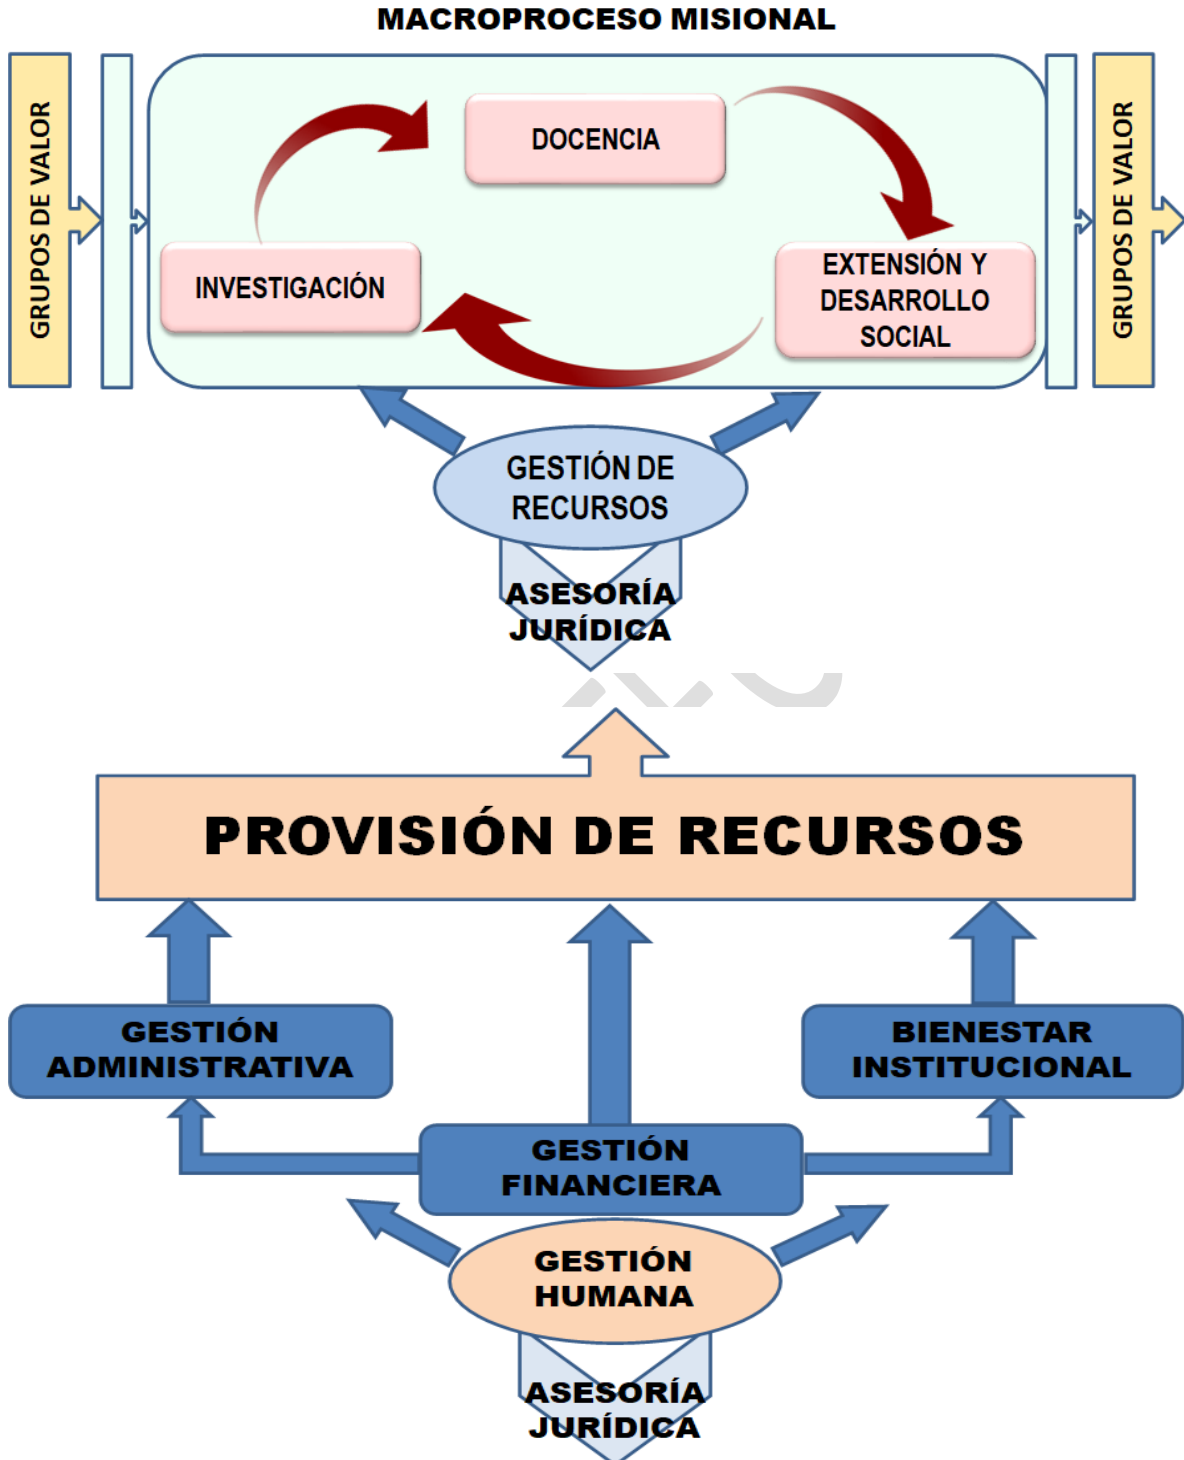 MACROPROCESO MISIONAL
GRUPOS DE VALOR
DOCENCIA
INVESTIGACIÓN
EXTENSIÓN Y
DESARROLLO
SOCIAL
GRUPOS DE VALOR
GESTIÓN DE
RECURSOS
ASESORÍA
JURÍDICA
PROVISIÓN DE RECURSOS
GESTIÓN
ADMINISTRATIVA
BIENESTAR
INSTITUCIONAL
GESTIÓN
FINANCIERA
GESTIÓN
HUMANA
ASESORÍA
JURÍDICA